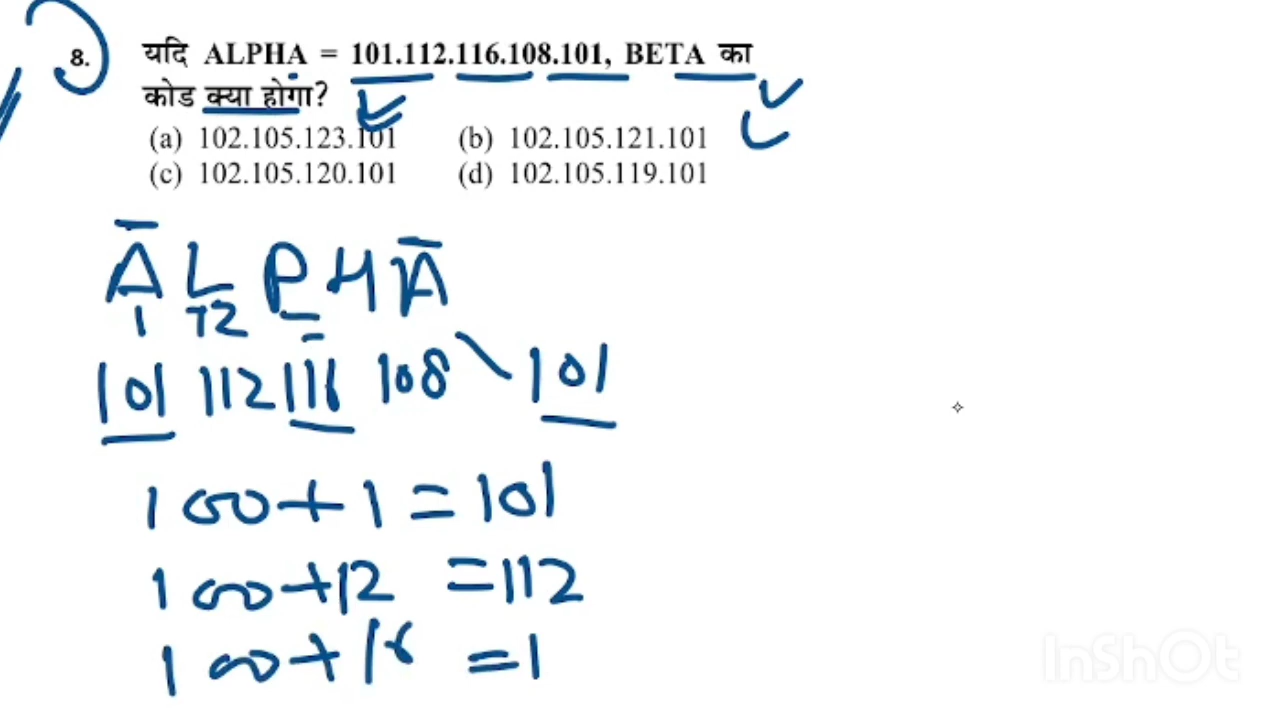 8. यदि ALPHA = 101.112.116.108.101, BETA का
कोड क्या होगा?
(a) 102.105.123.101 (b) 102.105.121.101
(c) 102.105.120.101 (d) 102.105.119.101
A L P H A
1 12
101 112 116 108 101
100+1=101
100+12=112
100+16=1
InShOt